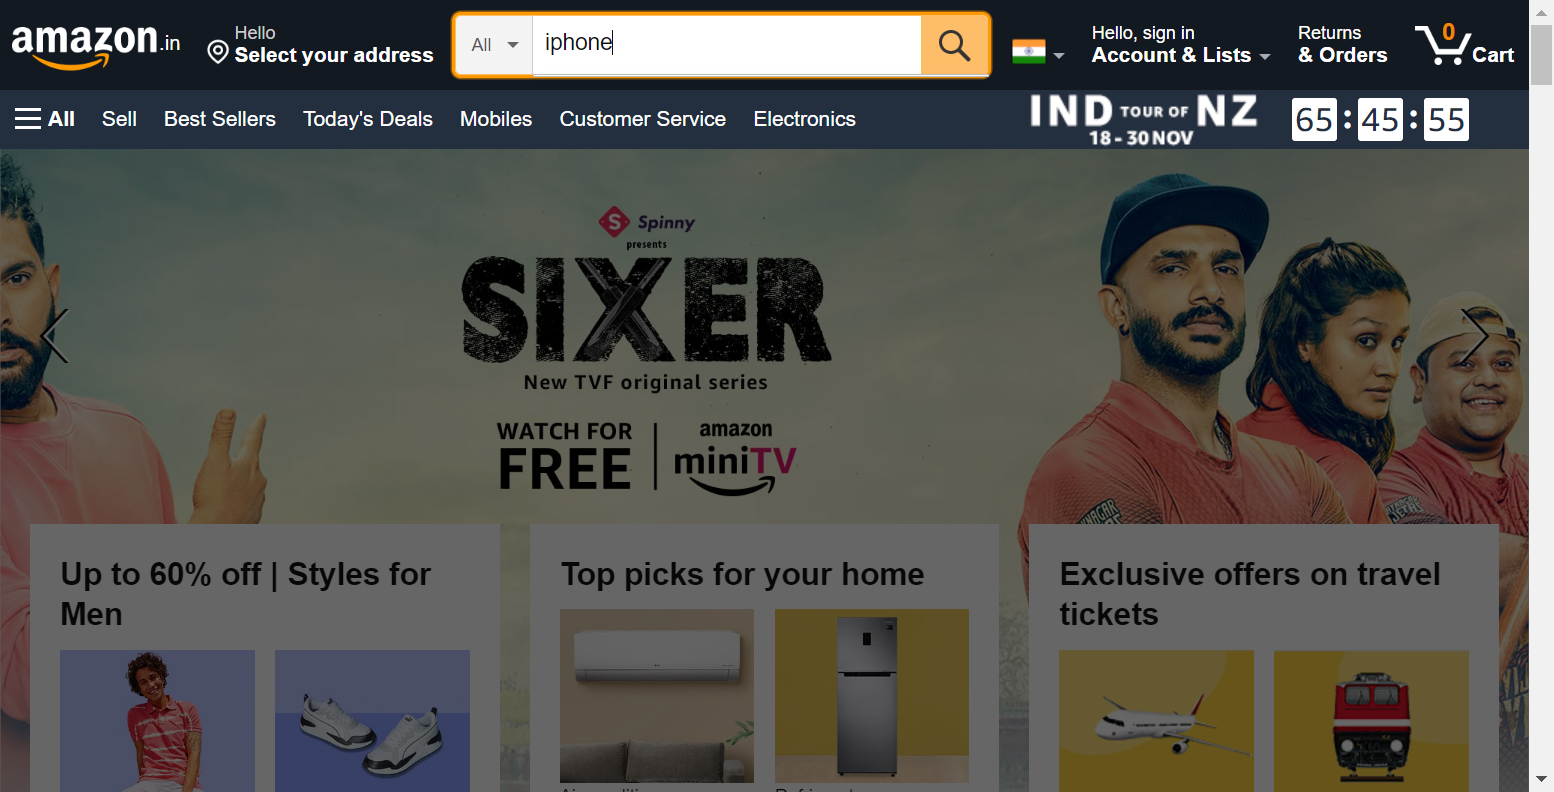 amazon.in
Hello
Select your address
All
iphone
Hello, sign in
Account & Lists
Returns
& Orders
0
Cart
All
Sell
Best Sellers
Today's Deals
Mobiles
Customer Service
Electronics
IND TOUR OF NZ
18 - 30 NOV
65:45:55
S Spinny
presents
SIXER
New TVF original series
WATCH FOR
FREE
amazon
miniTV
Up to 60% off | Styles for
Men
Top picks for your home
Exclusive offers on travel
tickets